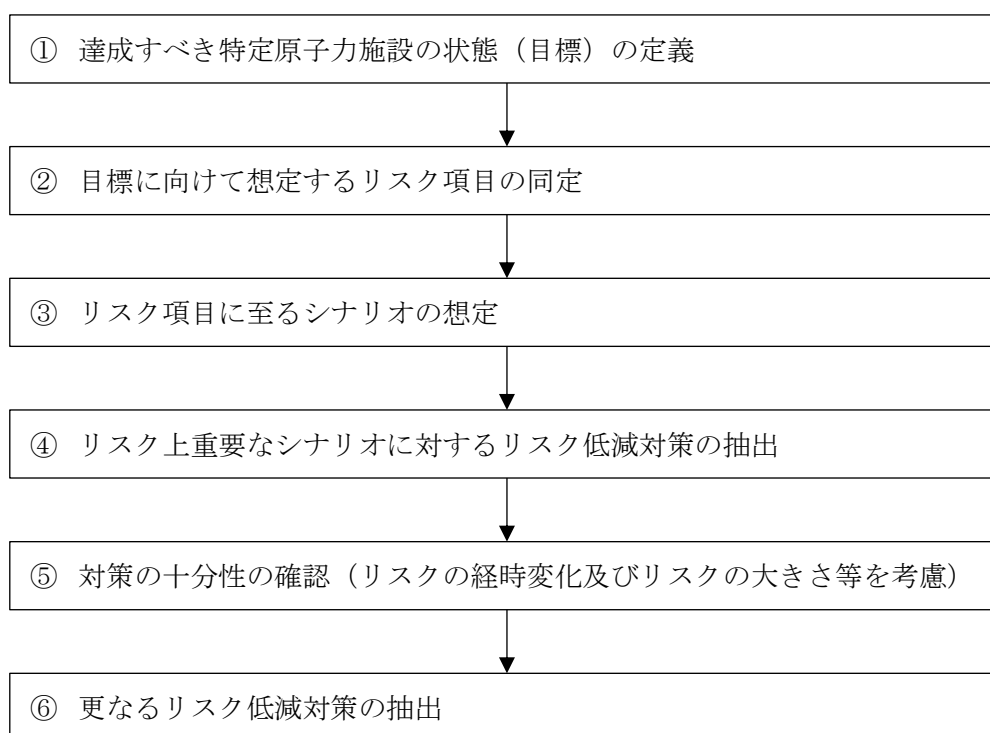 ① 達成すべき特定原子力施設の状態（目標）の定義
② 目標に向けて想定するリスク項目の同定
③ リスク項目に至るシナリオの想定
④ リスク上重要なシナリオに対するリスク低減対策の抽出
⑤ 対策の十分性の確認（リスクの経時変化及びリスクの大きさ等を考慮）
⑥ 更なるリスク低減対策の抽出